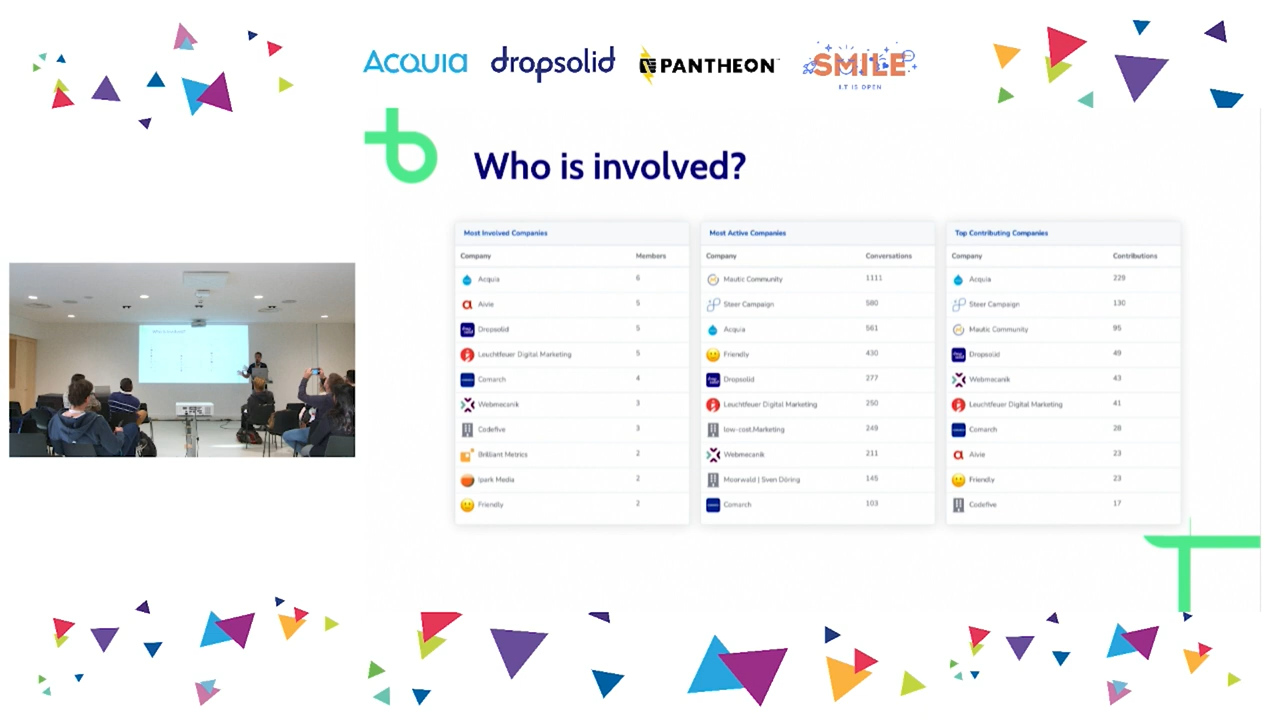 ACQUIA dropsolid PANTHEON SMILE
I.T IS OPEN
Who is involved?
Most Involved Companies
Company Members
Acquia 6
Aivie 5
Dropsolid 5
Leuchtfeuer Digital Marketing 5
Comarch 4
Webmecanik 3
Codefive 3
Brilliant Metrics 2
Ipark Media 2
Friendly 2
Most Active Companies
Company Conversations
Mautic Community 1111
Steer Campaign 580
Acquia 561
Friendly 430
Dropsolid 277
Leuchtfeuer Digital Marketing 250
low-cost.Marketing 249
Webmecanik 211
Moorwald | Sven Döring 145
Comarch 103
Top Contributing Companies
Company Contributions
Acquia 229
Steer Campaign 130
Mautic Community 95
Dropsolid 49
Webmecanik 43
Leuchtfeuer Digital Marketing 41
Comarch 28
Aivie 23
Friendly 23
Codefive 17